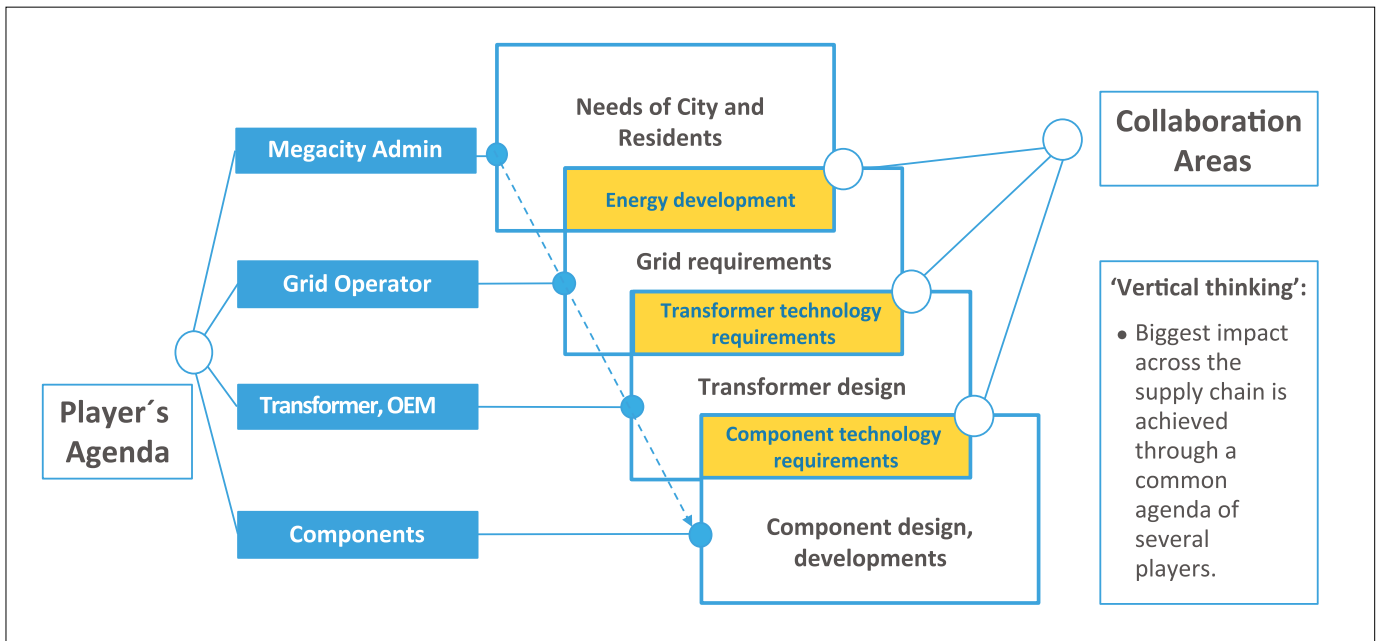 Needs of City and
Residents
Collaboration
Areas
Megacity Admin
Energy development
Grid Operator
Grid requirements
Transformer technology
requirements
Transformer, OEM
Transformer design
Player´s
Agenda
Component technology
requirements
Components
Component design,
developments
‘Vertical thinking’:
• Biggest impact
across the
supply chain is
achieved
through a
common
agenda of
several
players.